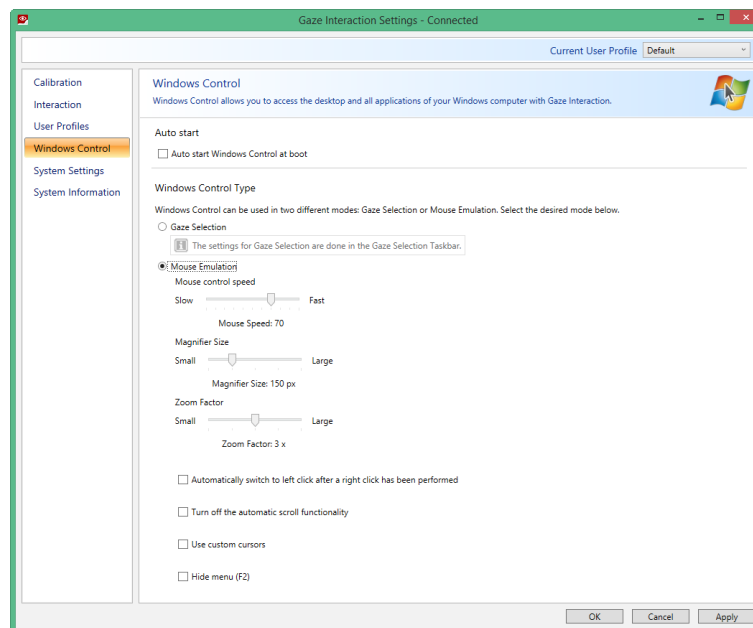 Gaze Interaction Settings - Connected
Current User Profile Default
Calibration
Interaction
User Profiles
Windows Control
System Settings
System Information
Windows Control
Windows Control allows you to access the desktop and all applications of your Windows computer with Gaze Interaction.
Auto start
Auto start Windows Control at boot
Windows Control Type
Windows Control can be used in two different modes: Gaze Selection or Mouse Emulation. Select the desired mode below.
Gaze Selection
The settings for Gaze Selection are done in the Gaze Selection Taskbar.
Mouse Emulation
Mouse control speed
Slow Fast
Mouse Speed: 70
Magnifier Size
Small Large
Magnifier Size: 150 px
Zoom Factor
Small Large
Zoom Factor: 3 x
Automatically switch to left click after a right click has been performed
Turn off the automatic scroll functionality
Use custom cursors
Hide menu (F2)
OK Cancel Apply